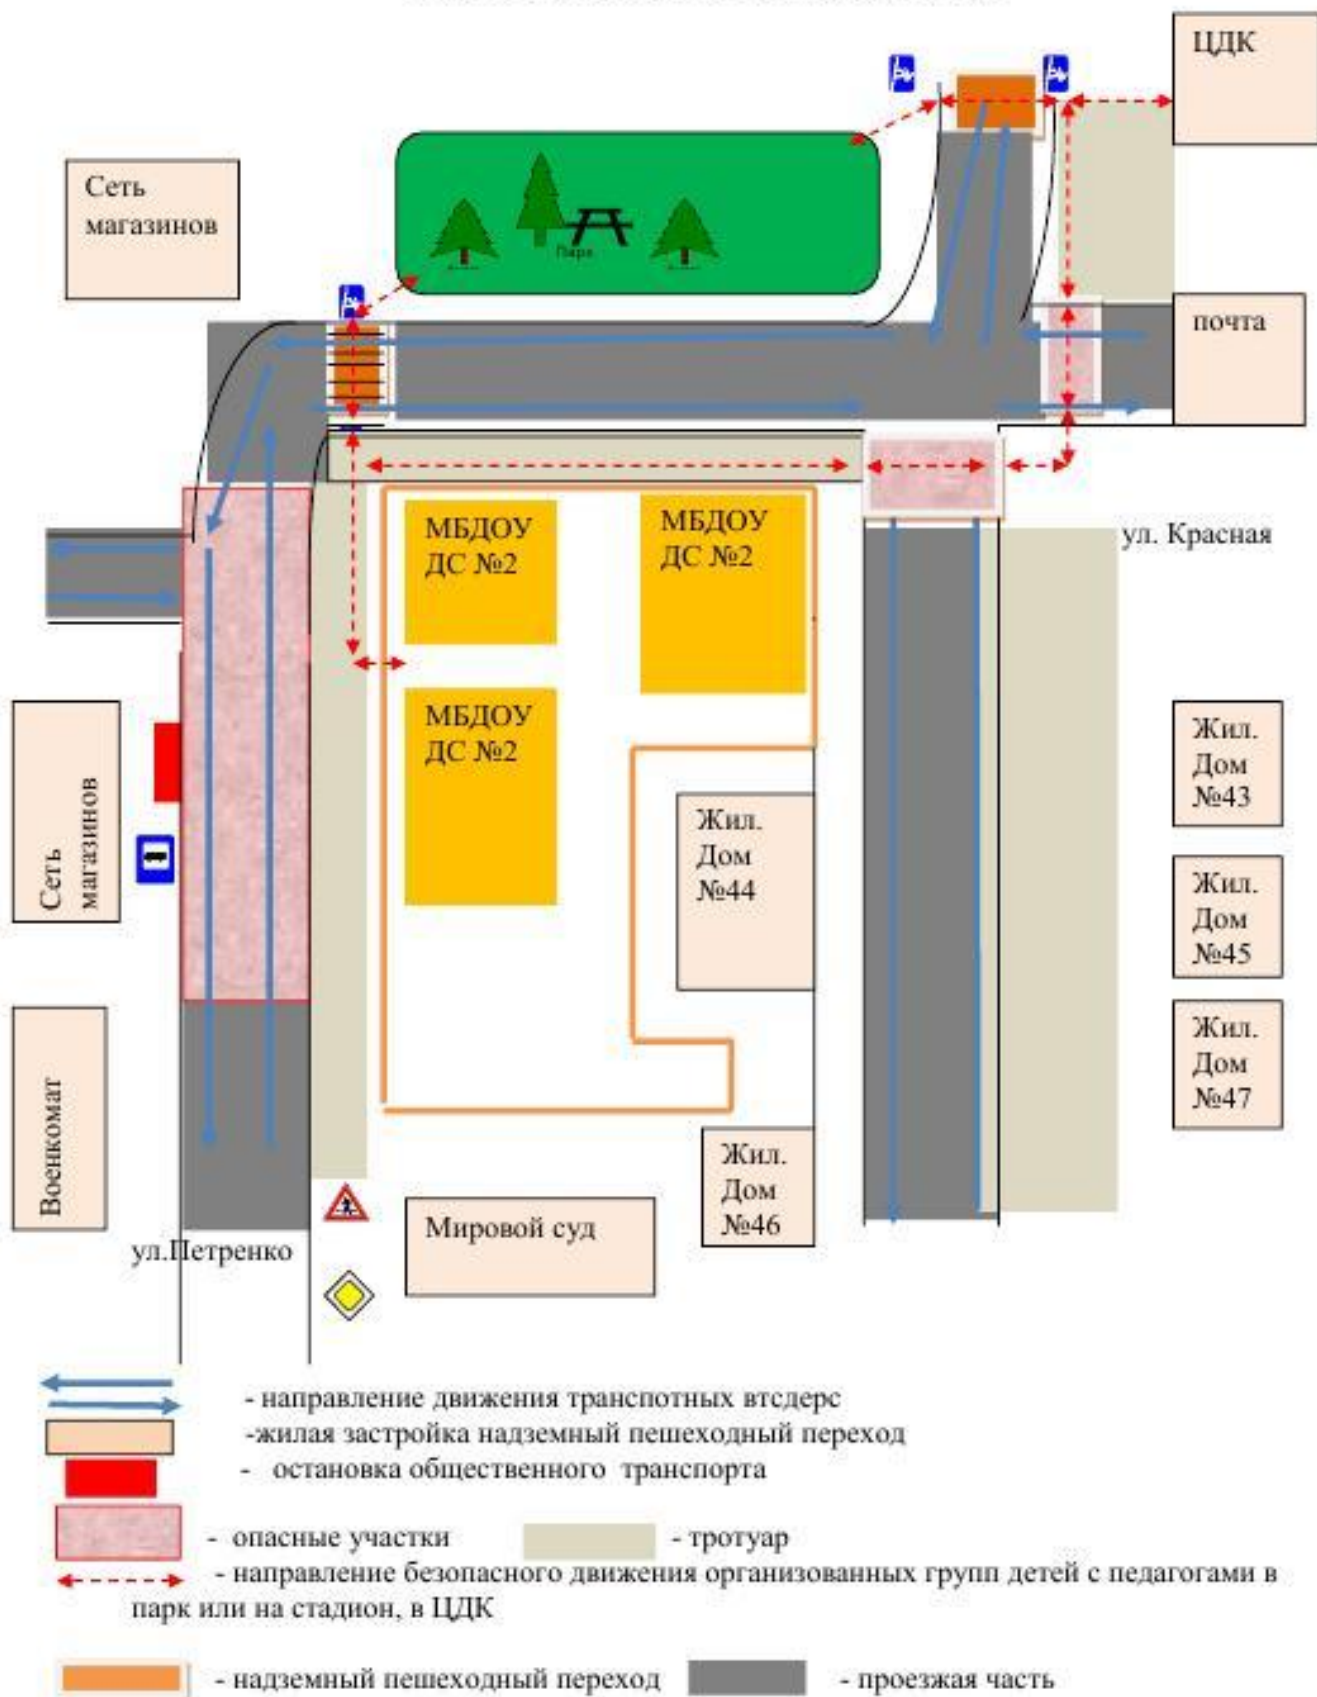 ЦДК
Сеть
магазинов
Парк
почта
МБДОУ
ДС №2
МБДОУ
ДС №2
ул. Красная
МБДОУ
ДС №2
Жил.
Дом
№43
Сеть
магазинов
Жил.
Дом
№44
Жил.
Дом
№45
Жил.
Дом
№47
Военкомат
Жил.
Дом
№46
Мировой суд
ул.Петренко
- направление движения транспотных втсдерс
-жилая застройка надземный пешеходный переход
- остановка общественного транспорта
- опасные участки - тротуар
- направление безопасного движения организованных групп детей с педагогами в
парк или на стадион, в ЦДК
- надземный пешеходный переход - проезжая часть